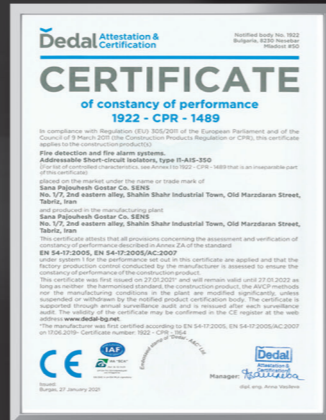 Dedal Attestation &
Certification
Notified body No. 1922
Bulgaria, 8230 Nesebar
Mladost #50
CERTIFICATE
of constancy of performance
1922 - CPR - 1489
In compliance with Regulation (EU) 305/2011 of the European Parliament and of the
Council of 9 March 2011 (the Construction Products Regulation or CPR), this certificate
applies to the construction product(s)
Fire detection and fire alarm systems.
Addressable Short-circuit isolators, type I1-AIS-350
(For list of controlled characteristics, see Annex 1 to 1922 - CPR - 1489 that is an inseparable part
of this certificate)
placed on the market under the name or trade mark of
Sana Pajouhesh Gostar Co. SENS
No. 1/7, 2nd eastern alley, Shahin Shahr Industrial Town, Old Marzdaran Street,
Tabriz, Iran
and produced in the manufacturing plant
Sana Pajouhesh Gostar Co. SENS
No. 1/7, 2nd eastern alley, Shahin Shahr Industrial Town, Old Marzdaran Street,
Tabriz, Iran
This certificate attests that all provisions concerning the assessment and verification of
constancy of performance described in Annex ZA of the standard
EN 54-17:2005, EN 54-17:2005/AC:2007
under system 1 for the performance set out in this certificate are applied and that the
factory production control conducted by the manufacturer is assessed to ensure the
constancy of performance of the construction product.
This certificate was first issued on 27.01.2021* and will remain valid until 27.01.2022 as
long as neither the harmonised standard, the construction product, the AVCP methods
nor the manufacturing conditions in the plant are modified significantly, unless
suspended or withdrawn by the notified product certification body. The certificate is
supported through annual surveillance audit and is reissued after each surveillance
audit. The validity of the certificate may be confirmed in the CE register at the web
address www.dedal-bg.net.
*The manufacturer was first certified according to EN 54-17:2005, EN 54-17:2005/AC:2007
on 17.06.2019- Certificate number: 1922 - CPR - 1164
CE
IAF
Dedal
Attestation &
Certification
Manager:
dipl. eng. Anna Vasileva
Issued:
Burgas, 27 January 2021